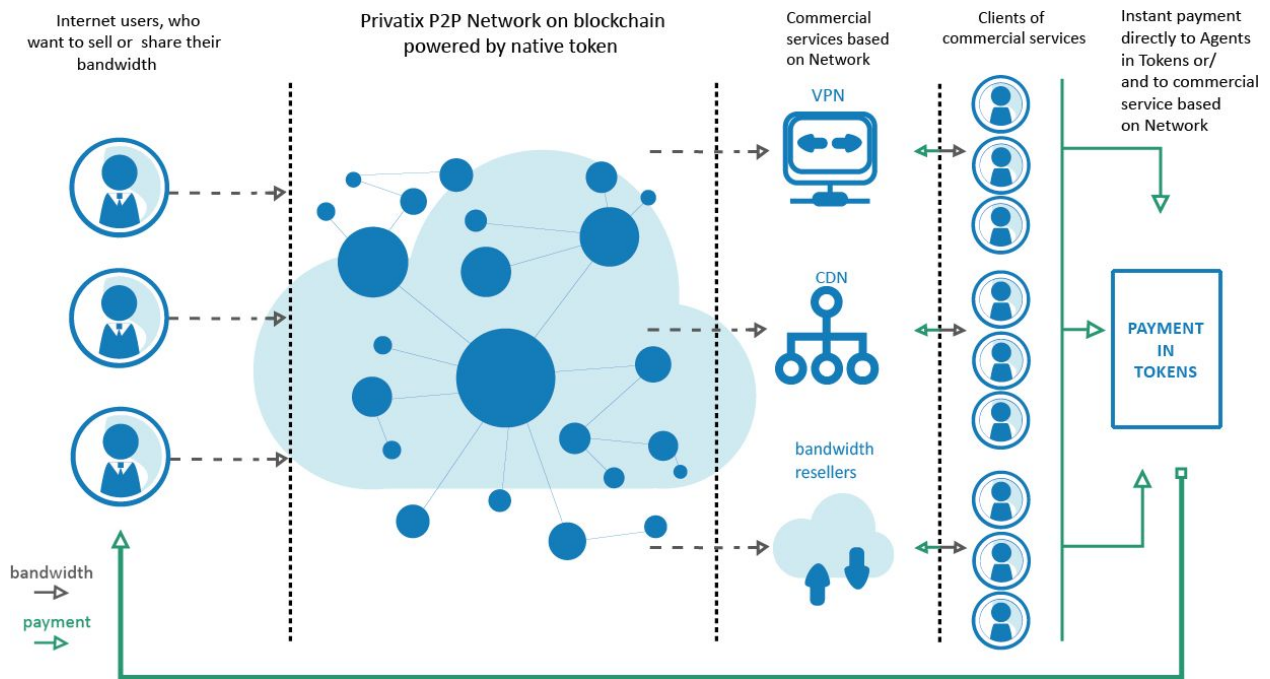 Internet users, who
want to sell or share their
bandwidth
Privatix P2P Network on blockchain
powered by native token
Commercial
services based
on Network
Clients of
commercial services
Instant payment
directly to Agents
in Tokens or/
and to commercial
service based
on Network
VPN
CDN
bandwidth
resellers
PAYMENT
IN
TOKENS
bandwidth
payment